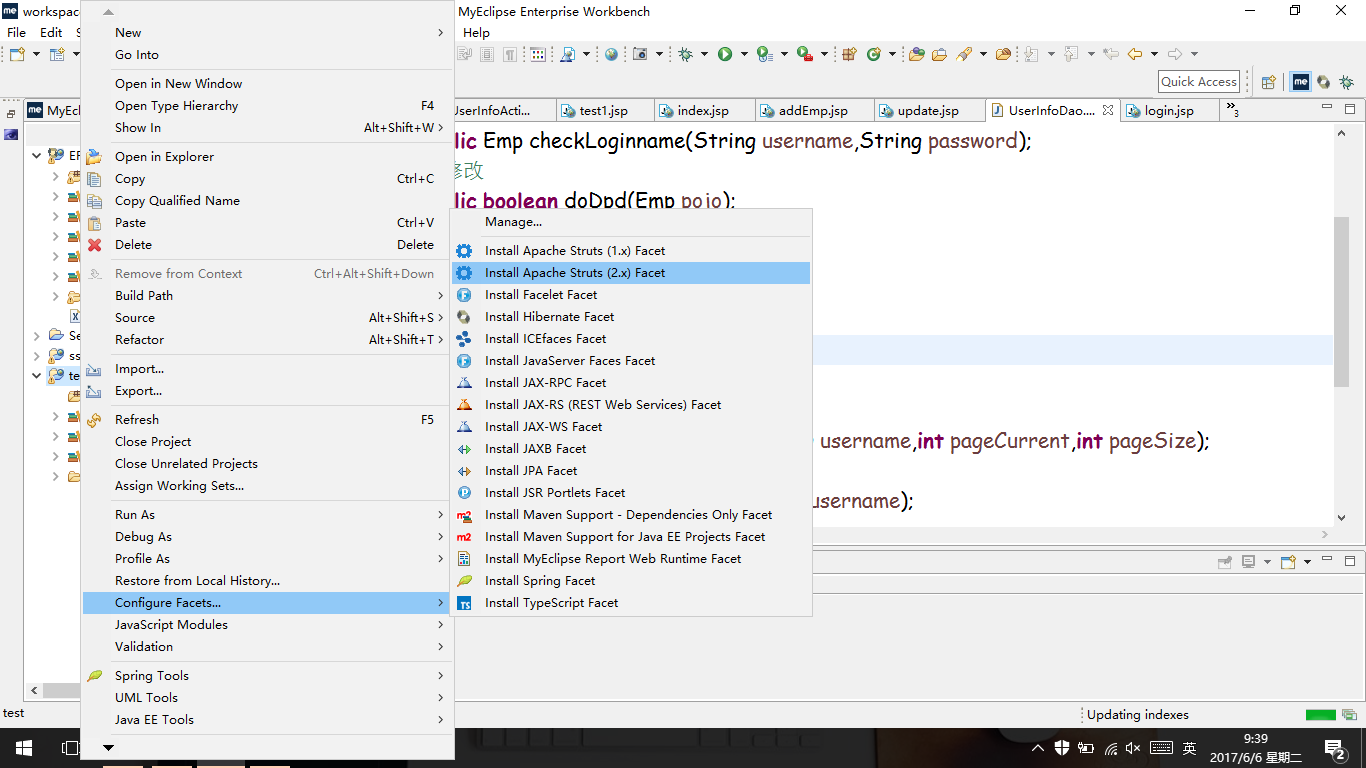 me workspac
MyEclipse Enterprise Workbench
File Edit S
Help
Quick Access
me
me MyEcl
UserInfoActi... test1.jsp index.jsp addEmp.jsp update.jsp UserInfoDao.... login.jsp »3
lic Emp checkLoginname(String username,String password);
修改
lic boolean doDpd(Emp pojo);
username,int pageCurrent,int pageSize);
username);
EF
Se
ss
te
New
Go Into
Open in New Window
Open Type Hierarchy F4
Show In Alt+Shift+W
Open in Explorer
Copy Ctrl+C
Copy Qualified Name
Paste Ctrl+V
Delete Delete
Remove from Context Ctrl+Alt+Shift+Down
Build Path
Source Alt+Shift+S
Refactor Alt+Shift+T
Import...
Export...
Refresh F5
Close Project
Close Unrelated Projects
Assign Working Sets...
Run As
Debug As
Profile As
Restore from Local History...
Configure Facets...
JavaScript Modules
Validation
Spring Tools
UML Tools
Java EE Tools
Manage...
Install Apache Struts (1.x) Facet
Install Apache Struts (2.x) Facet
Install Facelet Facet
Install Hibernate Facet
Install ICEfaces Facet
Install JavaServer Faces Facet
Install JAX-RPC Facet
Install JAX-RS (REST Web Services) Facet
Install JAX-WS Facet
Install JAXB Facet
Install JPA Facet
Install JSR Portlets Facet
Install Maven Support - Dependencies Only Facet
Install Maven Support for Java EE Projects Facet
Install MyEclipse Report Web Runtime Facet
Install Spring Facet
Install TypeScript Facet
test
Updating indexes
英
9:39
2017/6/6 星期二
2